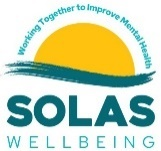 Working Together to Improve Mental Health
SOLAS
WELLBEING